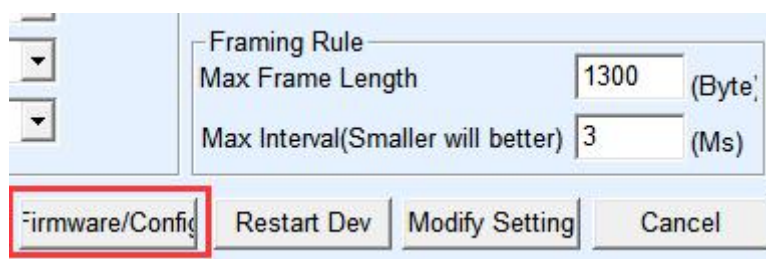 Framing Rule
Max Frame Length 1300 (Byte)
Max Interval(Smaller will better) 3 (Ms)
Firmware/Config Restart Dev Modify Setting Cancel